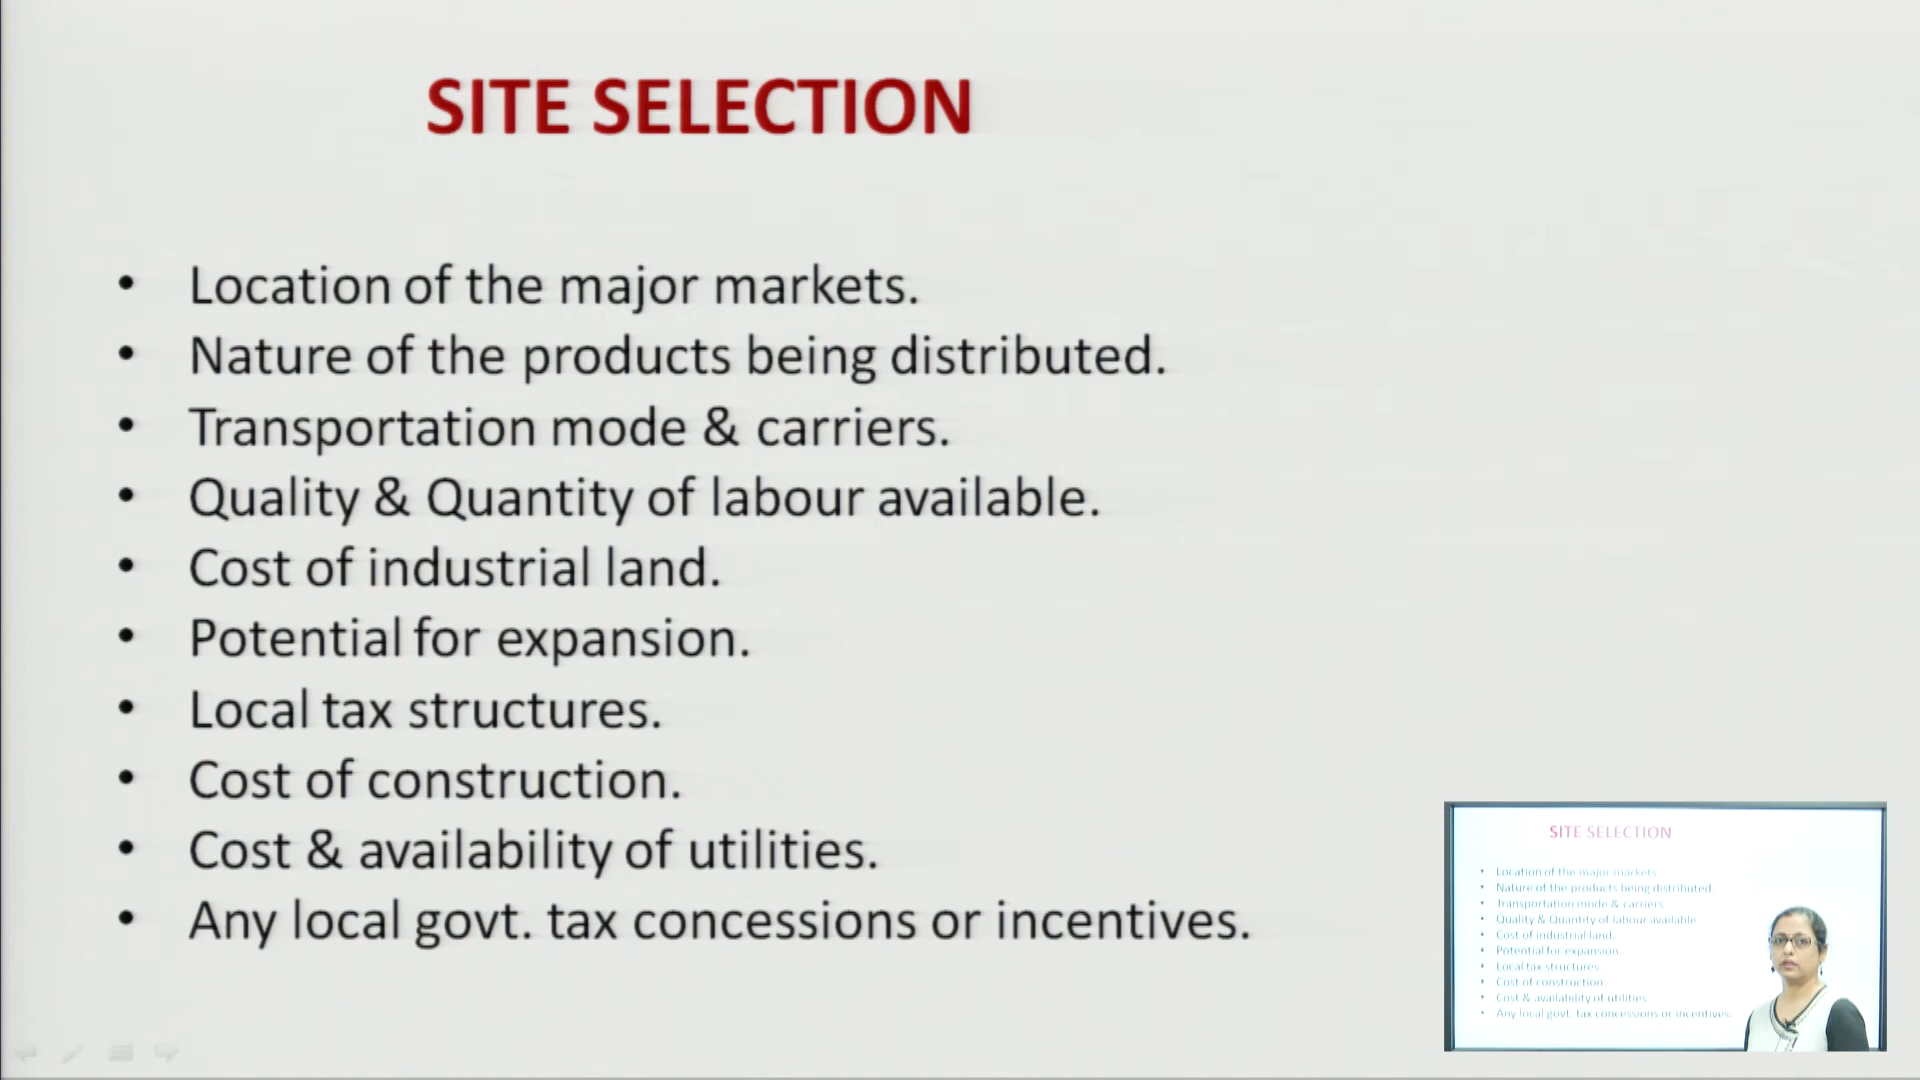 SITE SELECTION
• Location of the major markets.
• Nature of the products being distributed.
• Transportation mode & carriers.
• Quality & Quantity of labour available.
• Cost of industrial land.
• Potential for expansion.
• Local tax structures.
• Cost of construction.
• Cost & availability of utilities.
• Any local govt. tax concessions or incentives.
SITE SELECTION
• Location of the major markets.
• Nature of the products being distributed.
• Transportation mode & carriers.
• Quality & Quantity of labour available.
• Cost of industrial land.
• Potential for expansion.
• Local tax structures.
• Cost of construction.
• Cost & availability of utilities.
• Any local govt. tax concessions or incentives.